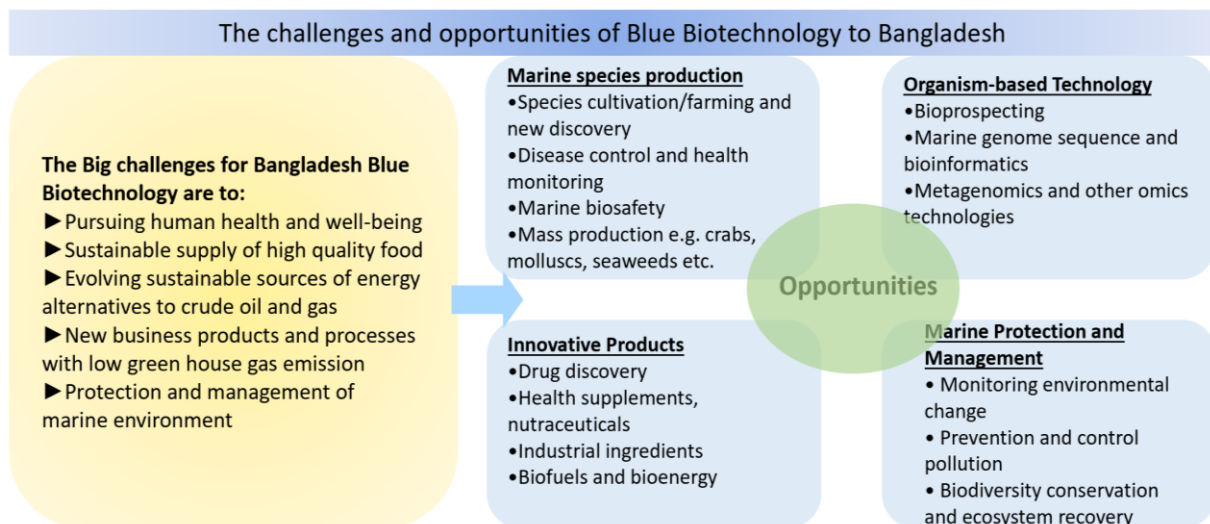 The challenges and opportunities of Blue Biotechnology to Bangladesh
The Big challenges for Bangladesh Blue
Biotechnology are to:
►Pursuing human health and well-being
►Sustainable supply of high quality food
►Evolving sustainable sources of energy
alternatives to crude oil and gas
►New business products and processes
with low green house gas emission
►Protection and management of
marine environment
Marine species production
•Species cultivation/farming and
new discovery
•Disease control and health
monitoring
•Marine biosafety
•Mass production e.g. crabs,
molluscs, seaweeds etc.
Organism-based Technology
•Bioprospecting
•Marine genome sequence and
bioinformatics
•Metagenomics and other omics
technologies
Opportunities
Innovative Products
•Drug discovery
•Health supplements,
nutraceuticals
•Industrial ingredients
•Biofuels and bioenergy
Marine Protection and
Management
• Monitoring environmental
change
• Prevention and control
pollution
• Biodiversity conservation
and ecosystem recovery